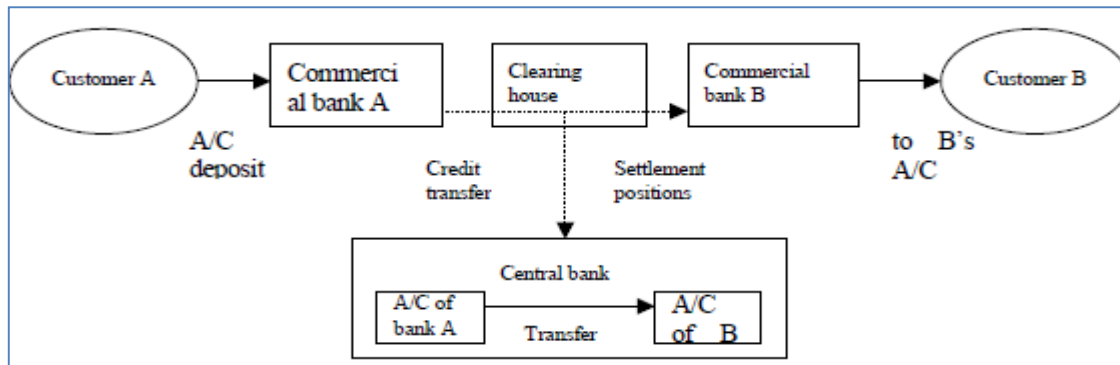 Customer A
Commerci
al bank A
Clearing
house
Commercial
bank B
Customer B
A/C
deposit
Credit
transfer
Settlement
positions
to B's
A/C
Central bank
A/C of
bank A
Transfer
A/C
of B